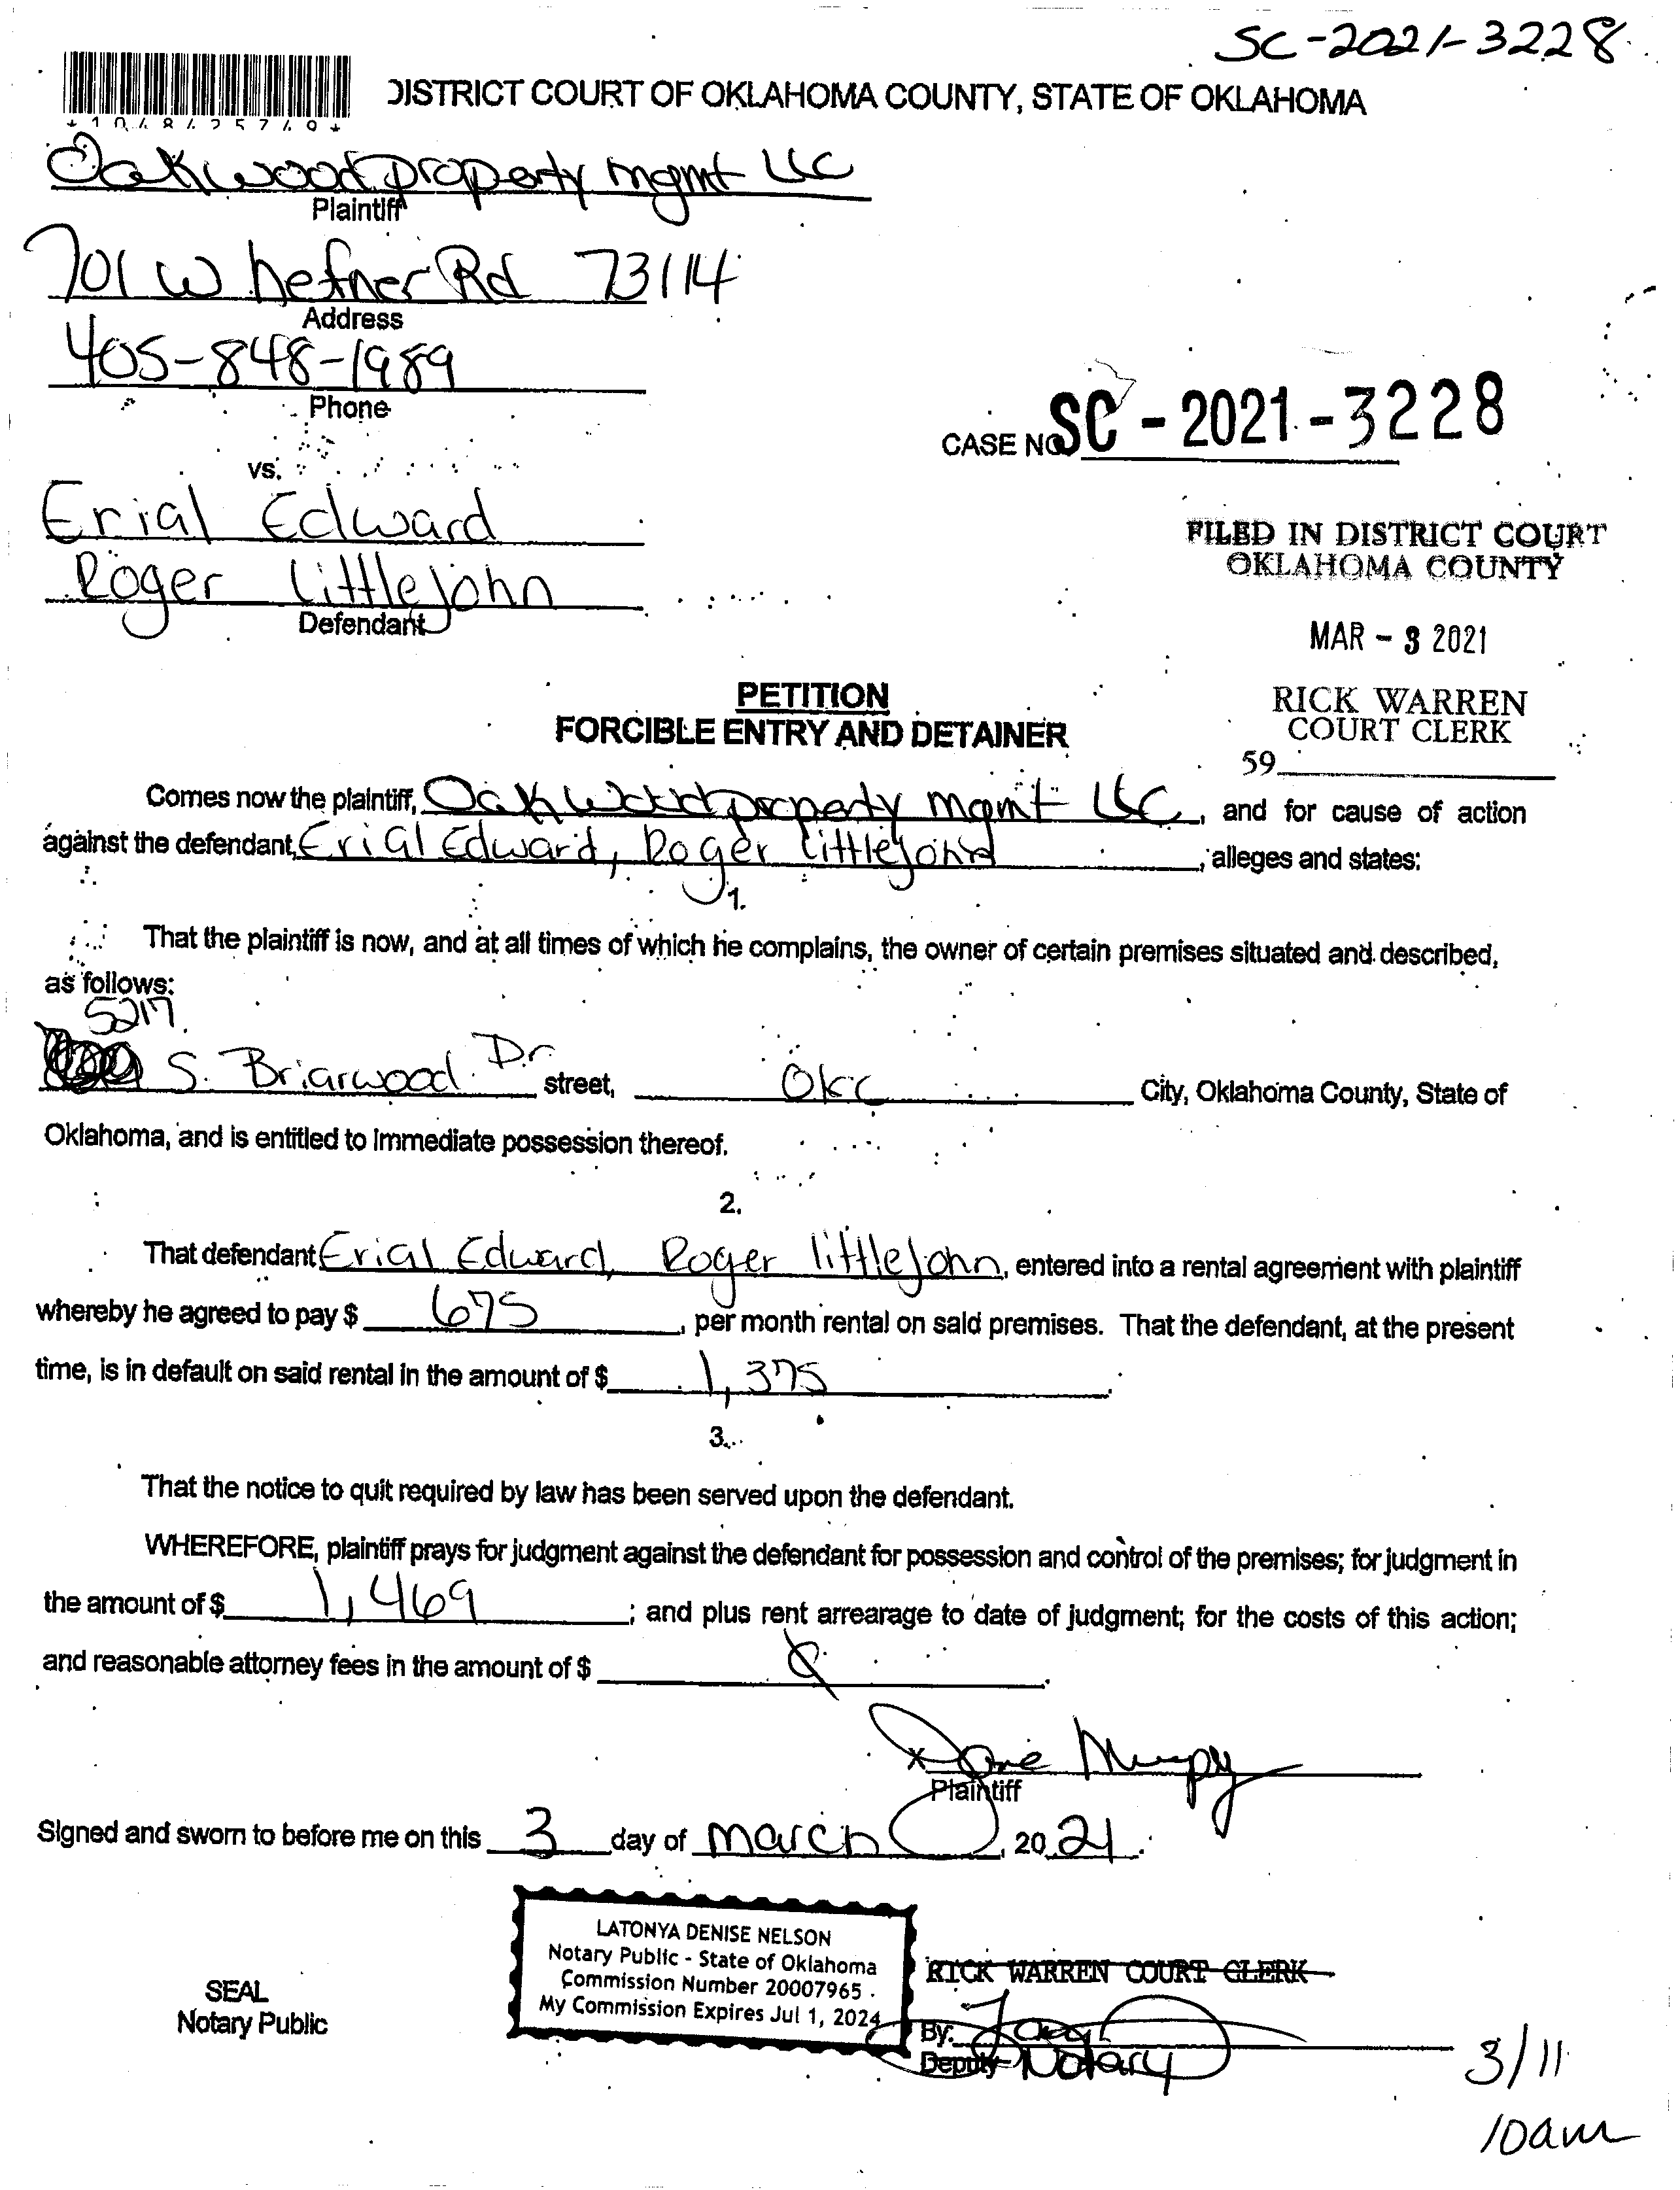 SC-2021-3228
DISTRICT COURT OF OKLAHOMA COUNTY, STATE OF OKLAHOMA
*1048425749*
Oakwood property mgmt LLC
Plaintiff
701 W hefner Rd 73114
Address
405-848-1989
Phone
CASE NO SC - 2021 - 3228
vs.
Erial Edward
Roger Littlejohn
Defendant
FILED IN DISTRICT COURT
OKLAHOMA COUNTY
MAR - 3 2021
RICK WARREN
COURT CLERK
59
PETITION
FORCIBLE ENTRY AND DETAINER
Comes now the plaintiff, Oakwood property mgmt LLC, and for cause of action
against the defendant, Erial Edward, Roger Littlejohn, alleges and states:
1.
That the plaintiff is now, and at all times of which he complains, the owner of certain premises situated and described,
as follows:
5217
S. Briarwood Dr street, OKC City, Oklahoma County, State of
Oklahoma, and is entitled to immediate possession thereof.
2.
That defendant Erial Edward, Roger littlejohn, entered into a rental agreement with plaintiff
whereby he agreed to pay $ 675, per month rental on said premises. That the defendant, at the present
time, is in default on said rental in the amount of $ 1,375.
3.
That the notice to quit required by law has been served upon the defendant.
WHEREFORE, plaintiff prays for judgment against the defendant for possession and control of the premises; for judgment in
the amount of $ 1,469; and plus rent arrearage to date of judgment; for the costs of this action;
and reasonable attorney fees in the amount of $ .
x
Plaintiff
Signed and sworn to before me on this 3 day of march, 20 21.
LATONYA DENISE NELSON
Notary Public - State of Oklahoma
Commission Number 20007965
My Commission Expires Jul 1, 2024
SEAL
Notary Public
RICK WARREN COURT CLERK
By:
Deputy Notary
3/11
10am